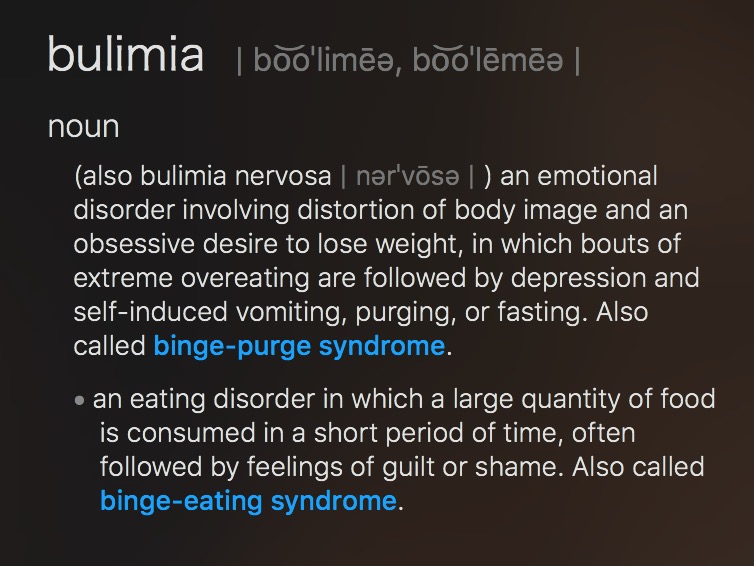 bulimia | bo͝oˈlimēə, bo͝oˈlēmēə |
noun
(also bulimia nervosa | nərˈvōsə | ) an emotional
disorder involving distortion of body image and an
obsessive desire to lose weight, in which bouts of
extreme overeating are followed by depression and
self-induced vomiting, purging, or fasting. Also
called binge-purge syndrome.
• an eating disorder in which a large quantity of food
is consumed in a short period of time, often
followed by feelings of guilt or shame. Also called
binge-eating syndrome.